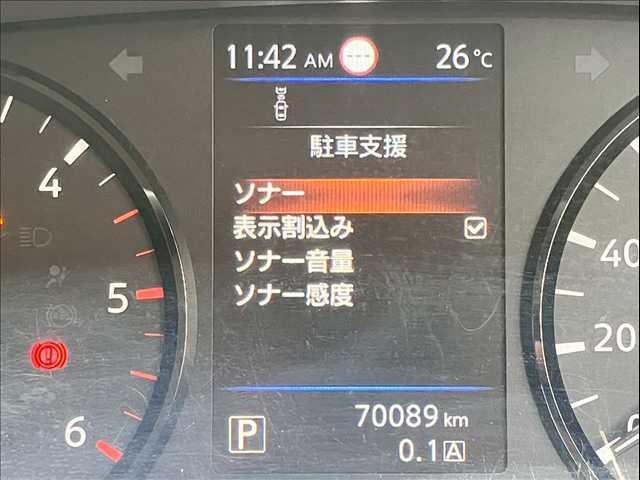 11:42 AM --- 26℃
駐車支援
ソナー
表示割込み
ソナー音量
ソナー感度
P
70089 km
0.1 A
4
5
6
40
20